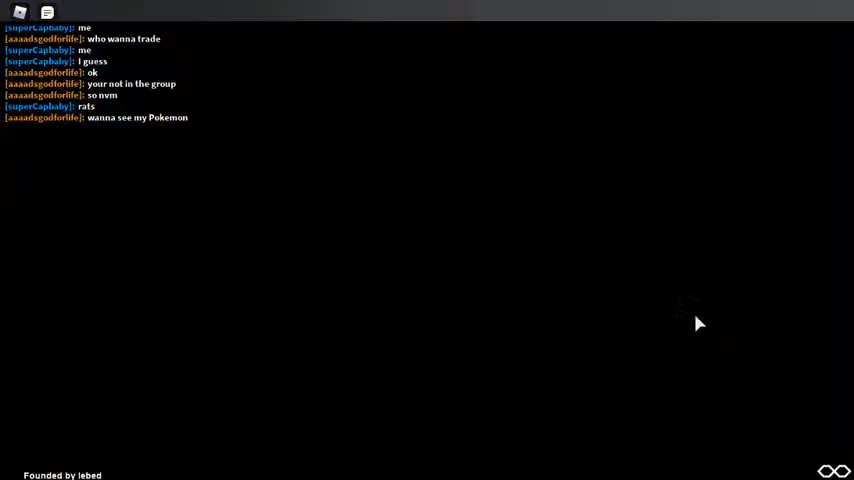 [superCapbaby]: me
[aaaadsgodforlife]: who wanna trade
[superCapbaby]: me
[superCapbaby]: I guess
[aaaadsgodforlife]: ok
[aaaadsgodforlife]: your not in the group
[aaaadsgodforlife]: so nvm
[superCapbaby]: rats
[aaaadsgodforlife]: wanna see my Pokemon
Founded by lebed